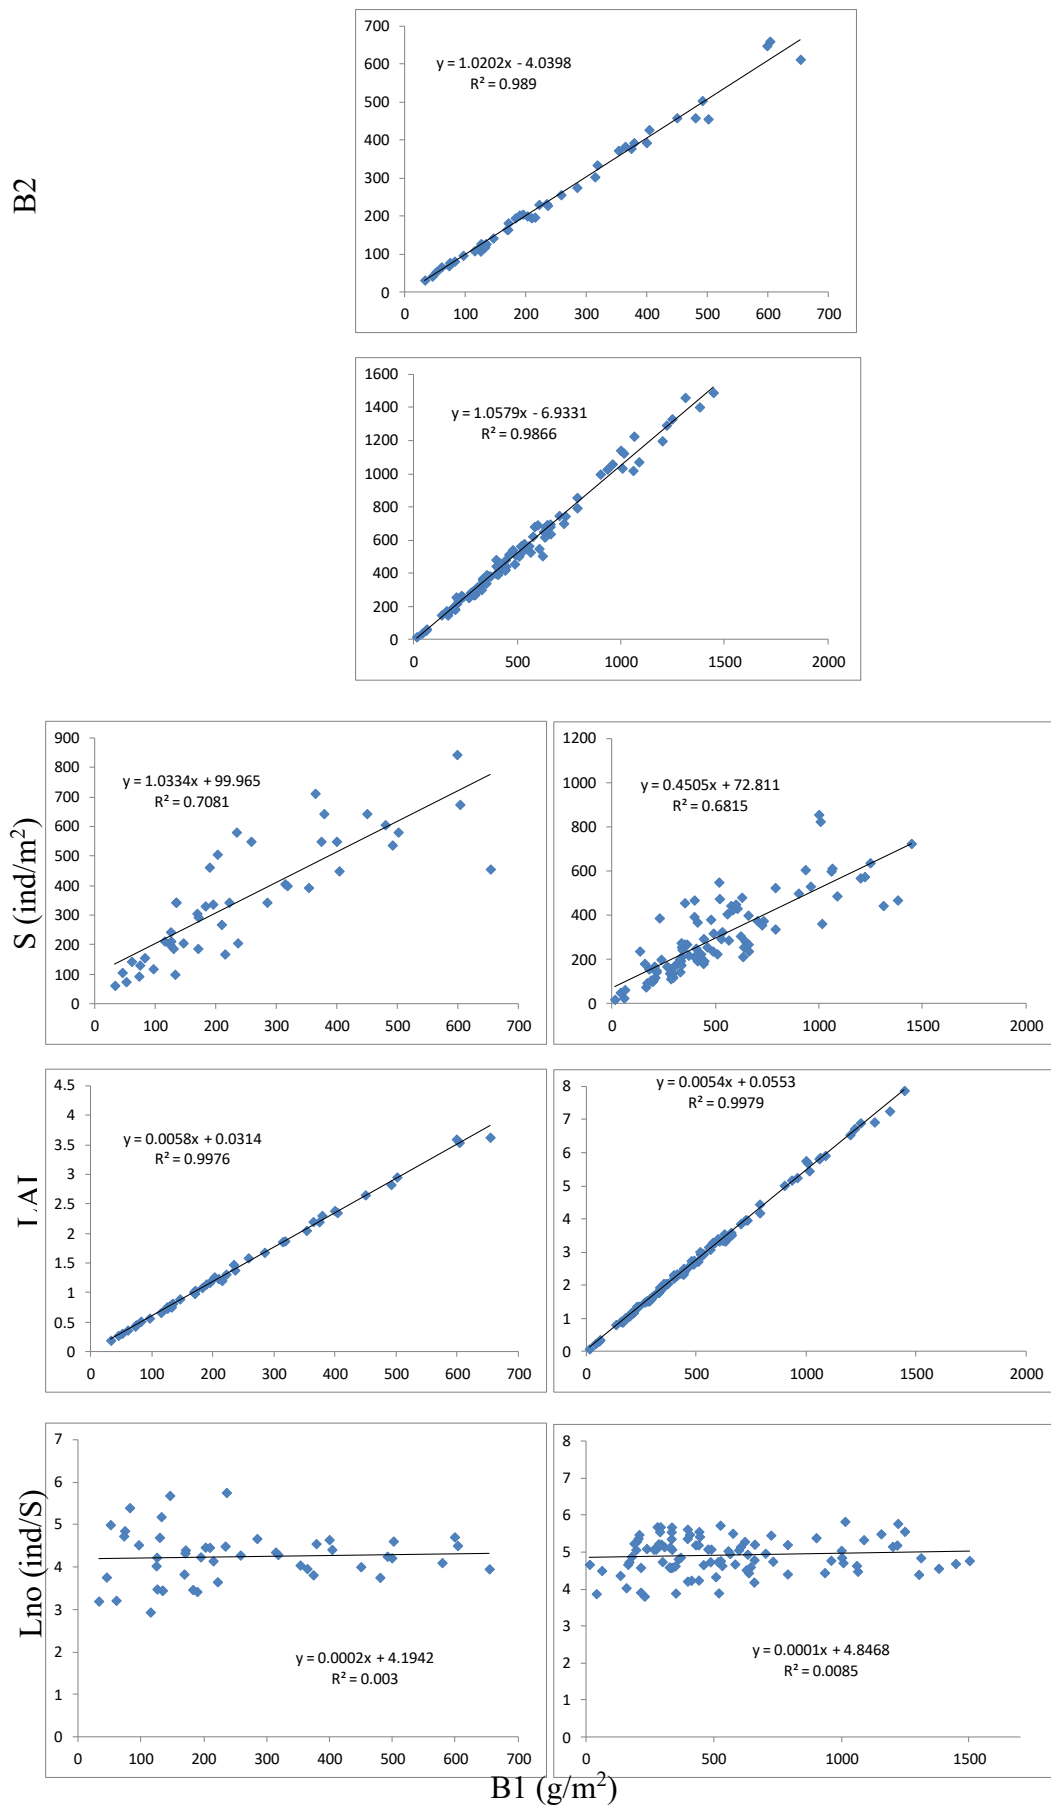 B2
700
600
500
400
300
200
100
0
y = 1.0202x - 4.0398
R² = 0.989
0 100 200 300 400 500 600 700
1600
1400
1200
1000
800
600
400
200
0
y = 1.0579x - 6.9331
R² = 0.9866
0 500 1000 1500 2000
S (ind/m²)
900
800
700
600
500
400
300
200
100
0
y = 1.0334x + 99.965
R² = 0.7081
0 100 200 300 400 500 600 700
1200
1000
800
600
400
200
0
y = 0.4505x + 72.811
R² = 0.6815
0 500 1000 1500 2000
LAI
4.5
4
3.5
3
2.5
2
1.5
1
0.5
0
y = 0.0058x + 0.0314
R² = 0.9976
0 100 200 300 400 500 600 700
8
7
6
5
4
3
2
1
0
y = 0.0054x + 0.0553
R² = 0.9979
0 500 1000 1500 2000
Lno (ind/S)
7
6
5
4
3
2
1
0
y = 0.0002x + 4.1942
R² = 0.003
0 100 200 300 400 500 600 700
8
7
6
5
4
3
2
1
0
y = 0.0001x + 4.8468
R² = 0.0085
0 500 1000 1500
B1 (g/m²)